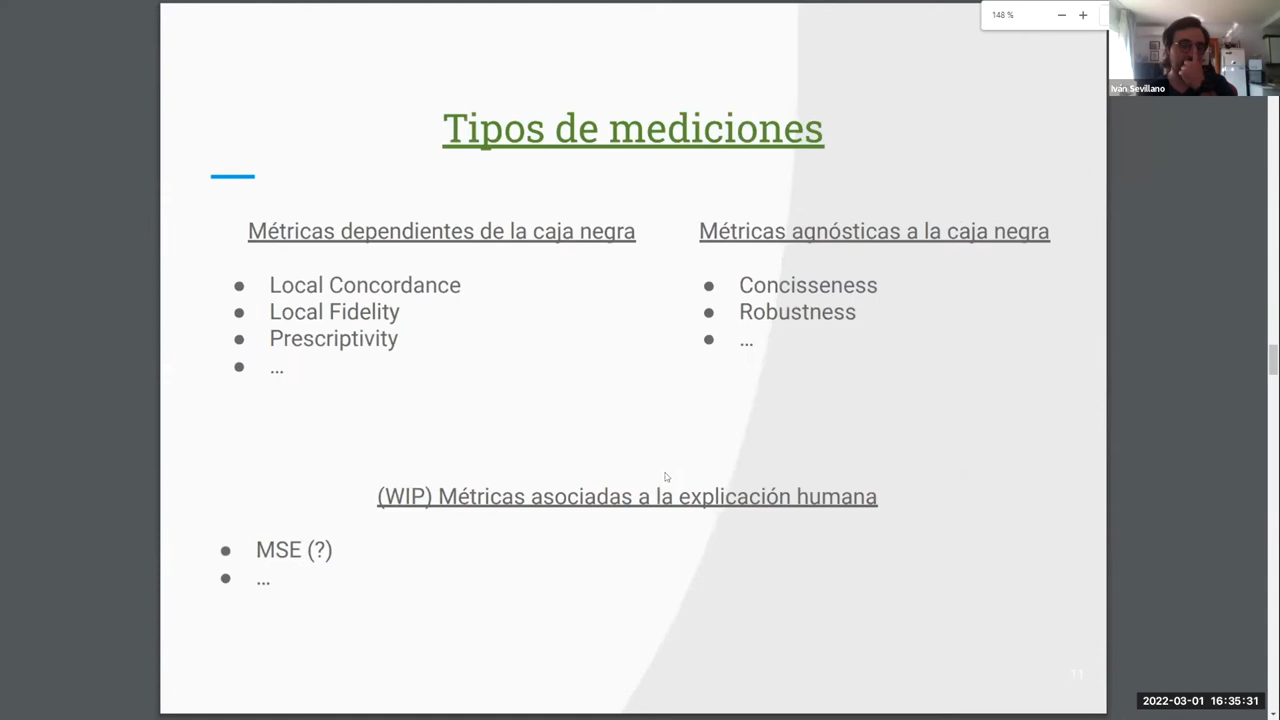 148 %
Iván Sevillano
Tipos de mediciones
Métricas dependientes de la caja negra
● Local Concordance
● Local Fidelity
● Prescriptivity
● ...
Métricas agnósticas a la caja negra
● Concisseness
● Robustness
● ...
(WIP) Métricas asociadas a la explicación humana
● MSE (?)
● ...
11
2022-03-01 16:35:31